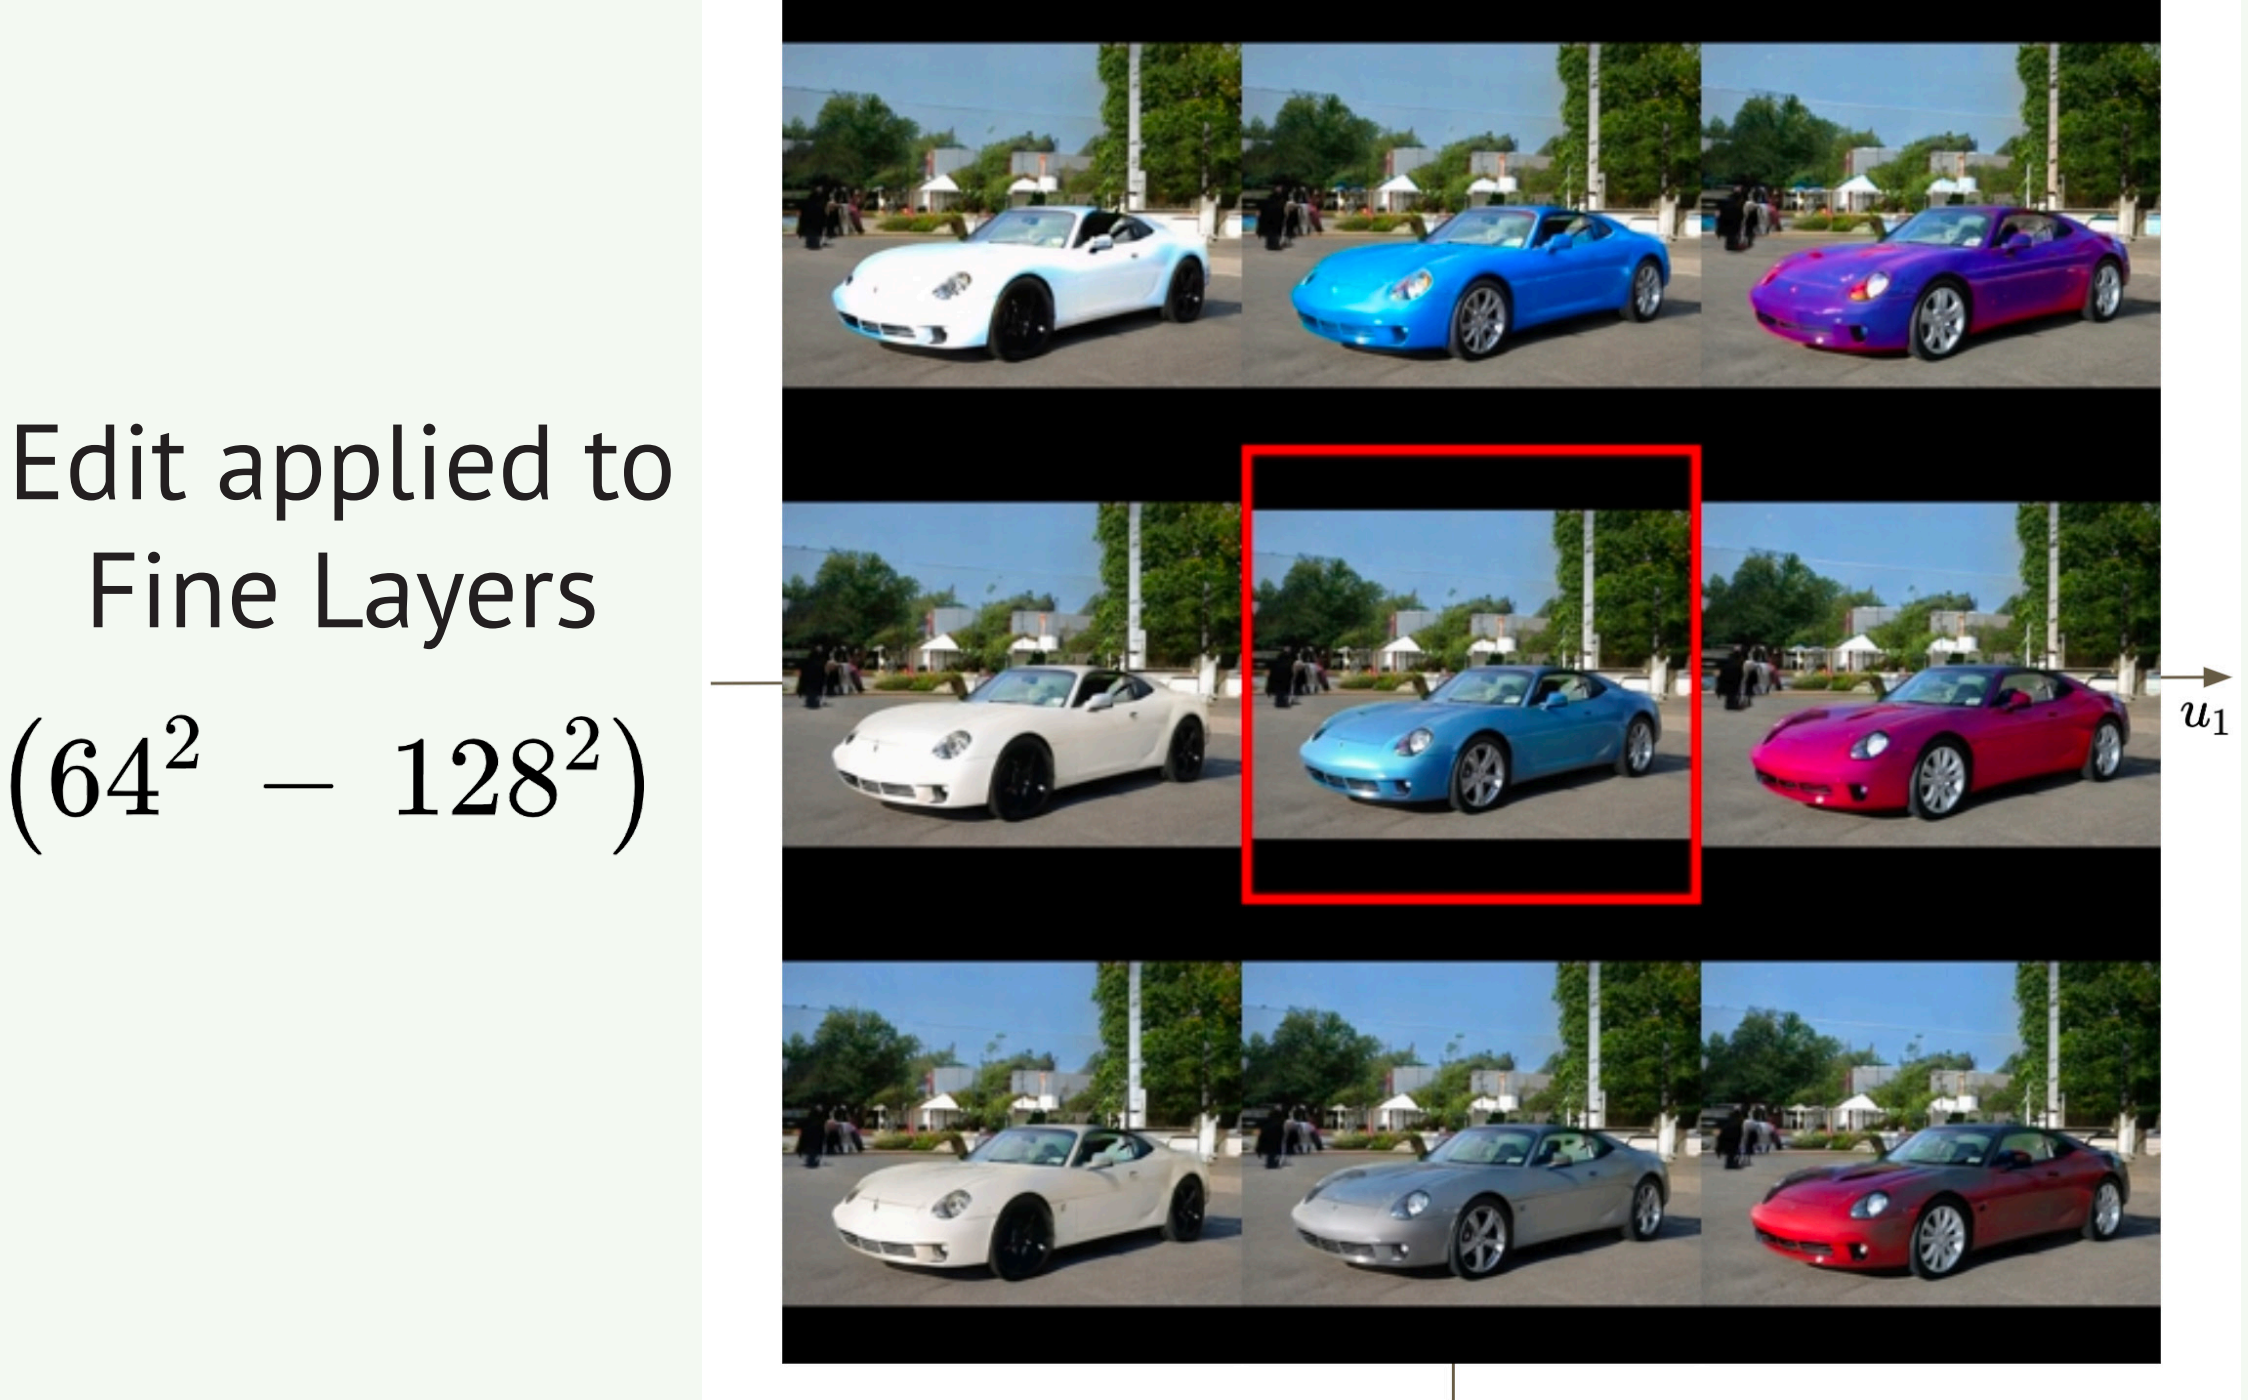 Edit applied to
Fine Layers
(64² − 128²)
u₁